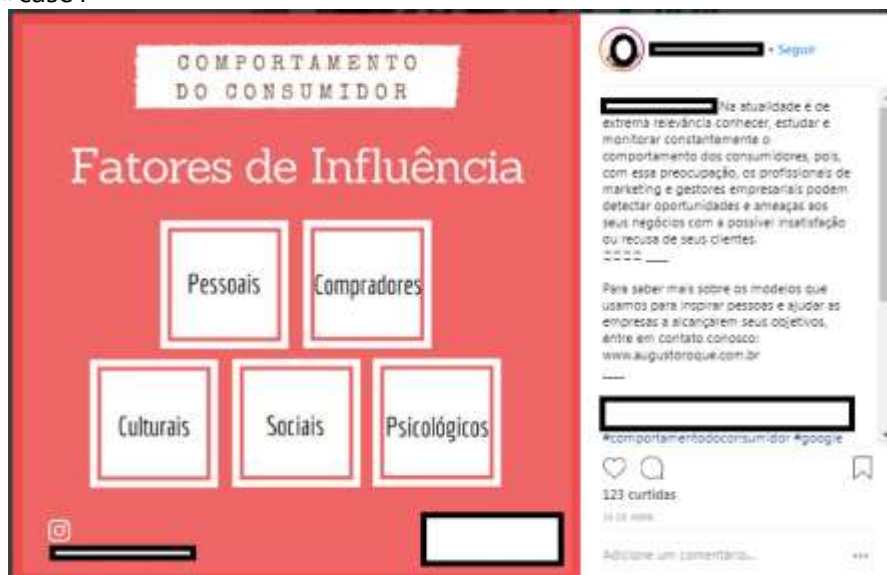 case?
COMPORTAMENTO
DO CONSUMIDOR
Fatores de Influência
Pessoais
Compradores
Culturais
Sociais
Psicológicos
• Seguir
Na atualidade é de
extrema relevância conhecer, estudar e
monitorar constantemente o
comportamento dos consumidores, pois,
com essa preocupação, os profissionais de
marketing e gestores empresariais podem
detectar oportunidades e ameaças aos
seus negócios com a possível insatisfação
ou recusa de seus clientes.
Para saber mais sobre os modelos que
usamos para inspirar pessoas e ajudar as
empresas a alcançarem seus objetivos,
entre em contato conosco:
www.augustoroque.com.br
#comportamentodoconsumidor #google
123 curtidas
Adicione um comentário...